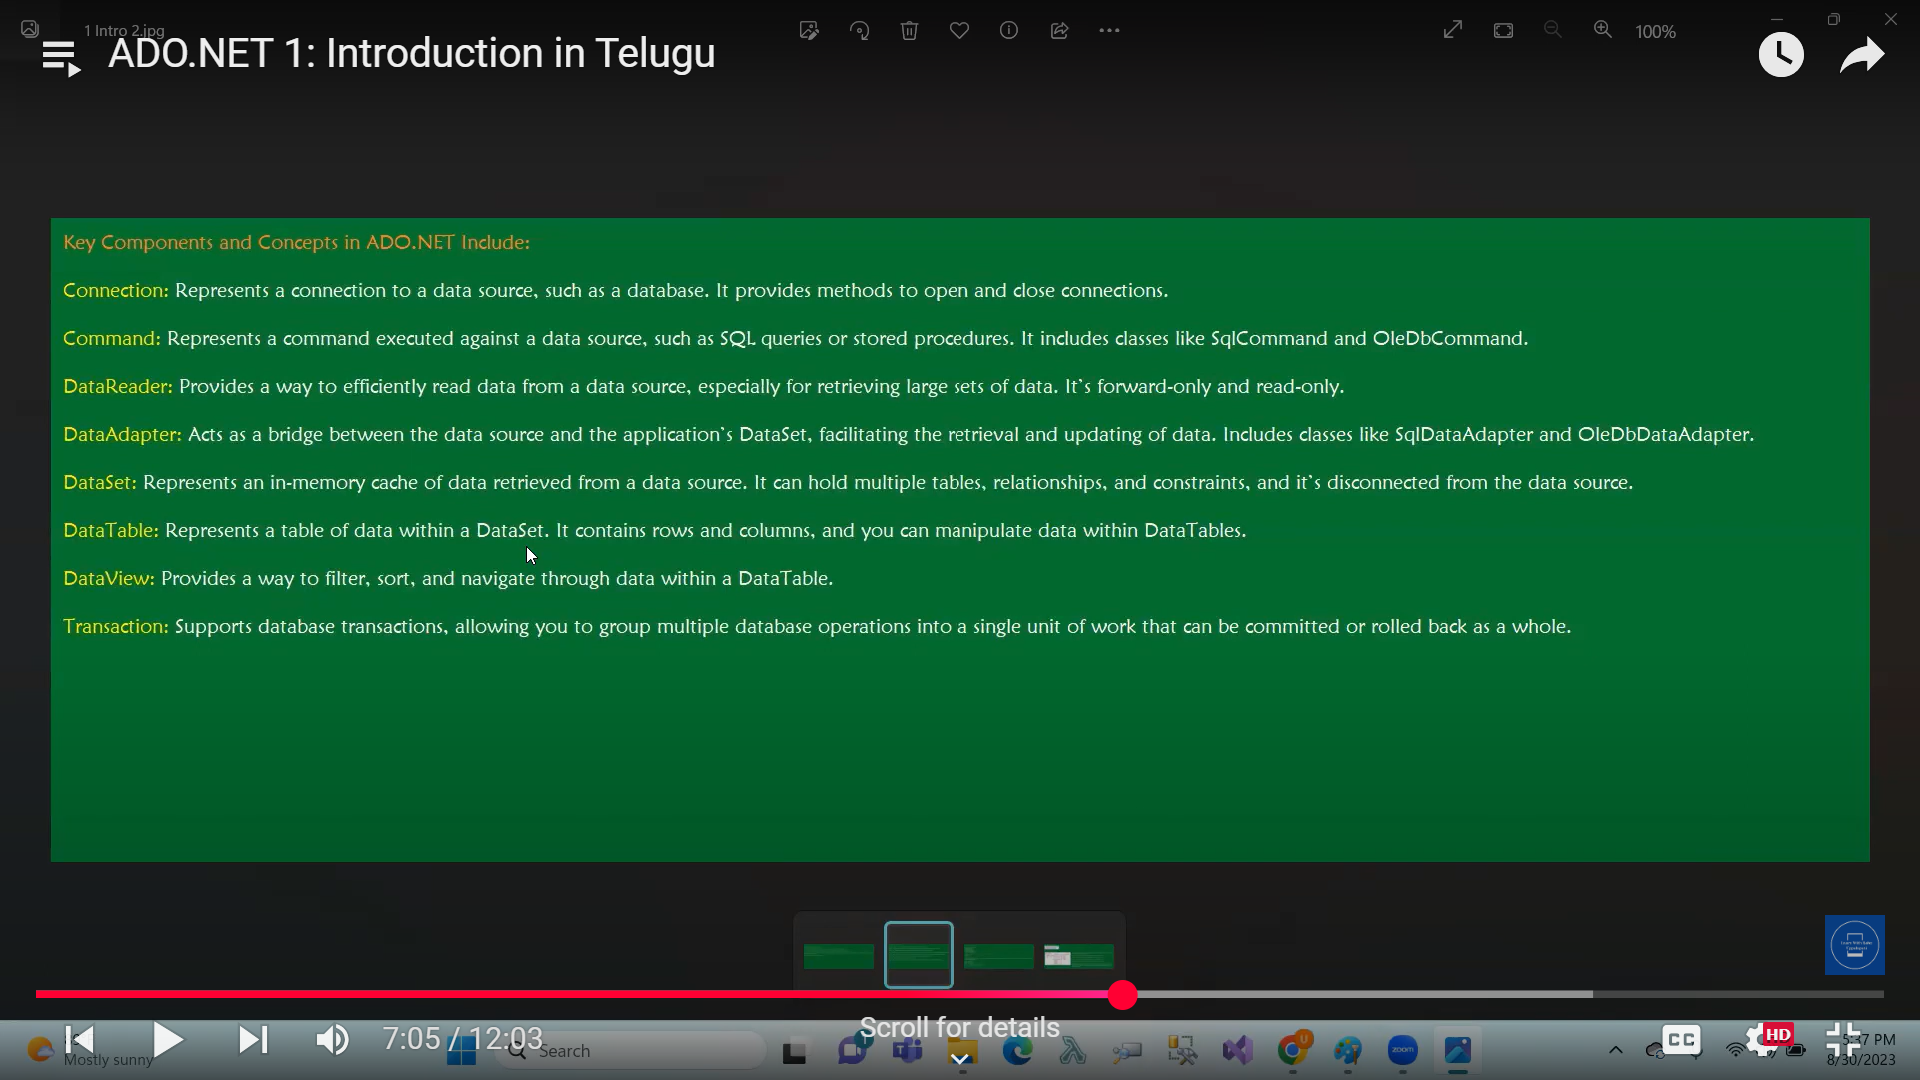 1 Intro 2.jpg
100%
ADO.NET 1: Introduction in Telugu
Key Components and Concepts in ADO.NET Include:
Connection: Represents a connection to a data source, such as a database. It provides methods to open and close connections.
Command: Represents a command executed against a data source, such as SQL queries or stored procedures. It includes classes like SqlCommand and OleDbCommand.
DataReader: Provides a way to efficiently read data from a data source, especially for retrieving large sets of data. It's forward-only and read-only.
DataAdapter: Acts as a bridge between the data source and the application's DataSet, facilitating the retrieval and updating of data. Includes classes like SqlDataAdapter and OleDbDataAdapter.
DataSet: Represents an in-memory cache of data retrieved from a data source. It can hold multiple tables, relationships, and constraints, and it's disconnected from the data source.
DataTable: Represents a table of data within a DataSet. It contains rows and columns, and you can manipulate data within DataTables.
DataView: Provides a way to filter, sort, and navigate through data within a DataTable.
Transaction: Supports database transactions, allowing you to group multiple database operations into a single unit of work that can be committed or rolled back as a whole.
Scroll for details
7:05 / 12:03
Search
zoom
CC
HD
5:37 PM
Mostly sunny
8/30/2023